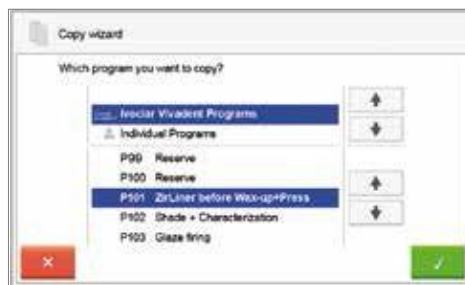 Copy wizard
Which program you want to copy?
Ivoclar Vivadent Programs
Individual Programs
P99 Reserve
P100 Reserve
P101 ZirLiner before Wax-up+Press
P102 Shade + Characterization
P103 Glaze firing